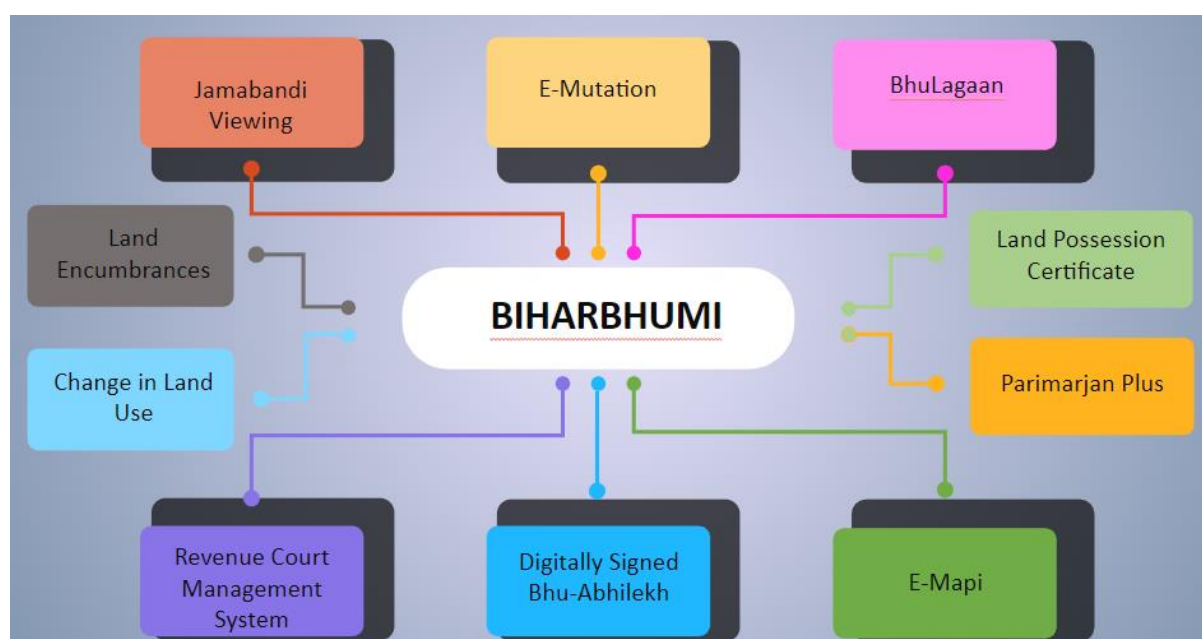 Jamabandi
Viewing
E-Mutation
BhuLagaan
Land
Encumbrances
Land Possession
Certificate
BIHARBHUMI
Change in Land
Use
Parimarjan Plus
Revenue Court
Management
System
Digitally Signed
Bhu-Abhilekh
E-Mapi